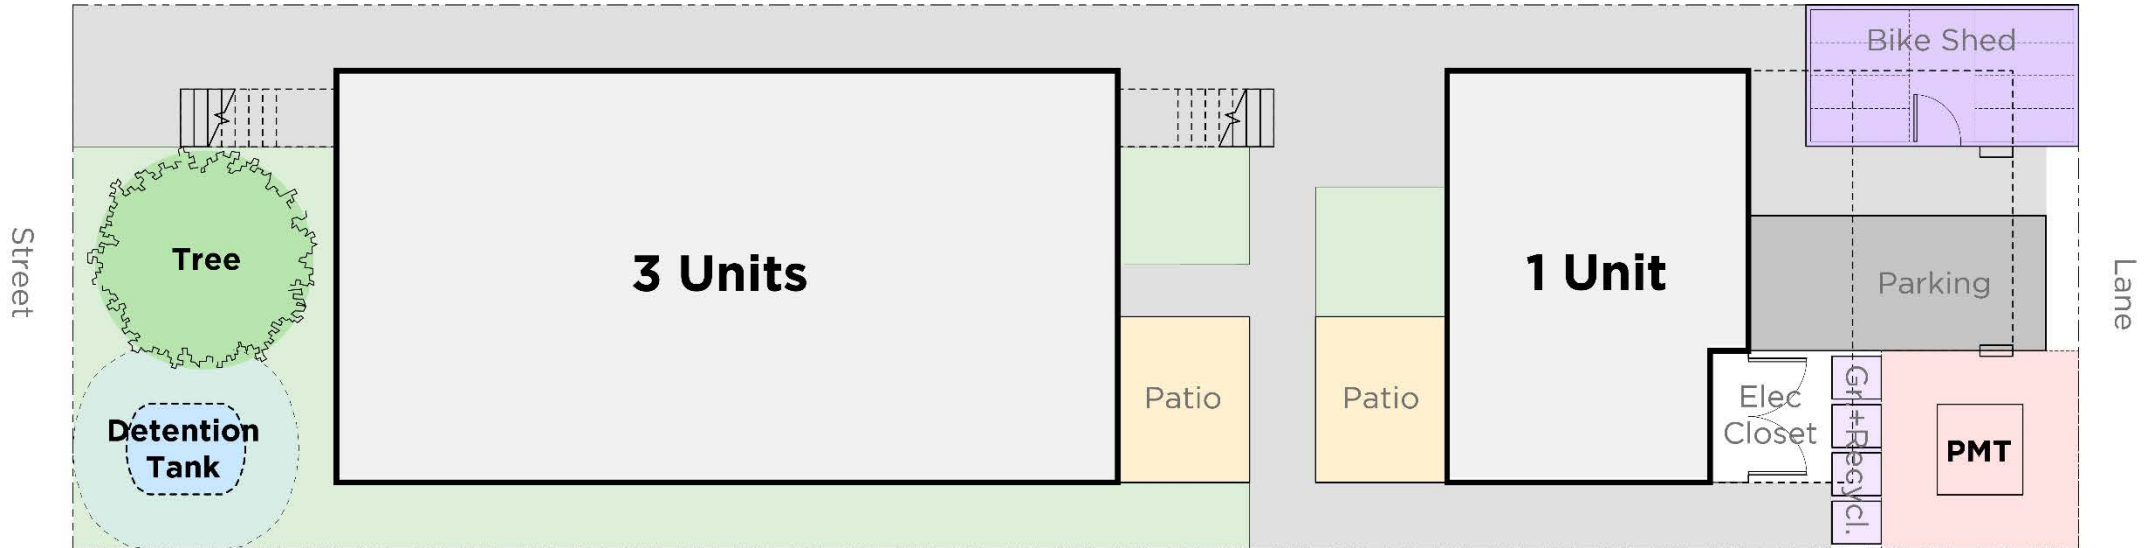 Street
Tree
Detention
Tank
3 Units
Patio
Patio
1 Unit
Bike Shed
Parking
Elec
Closet
Gr.+Recycl.
PMT
Lane